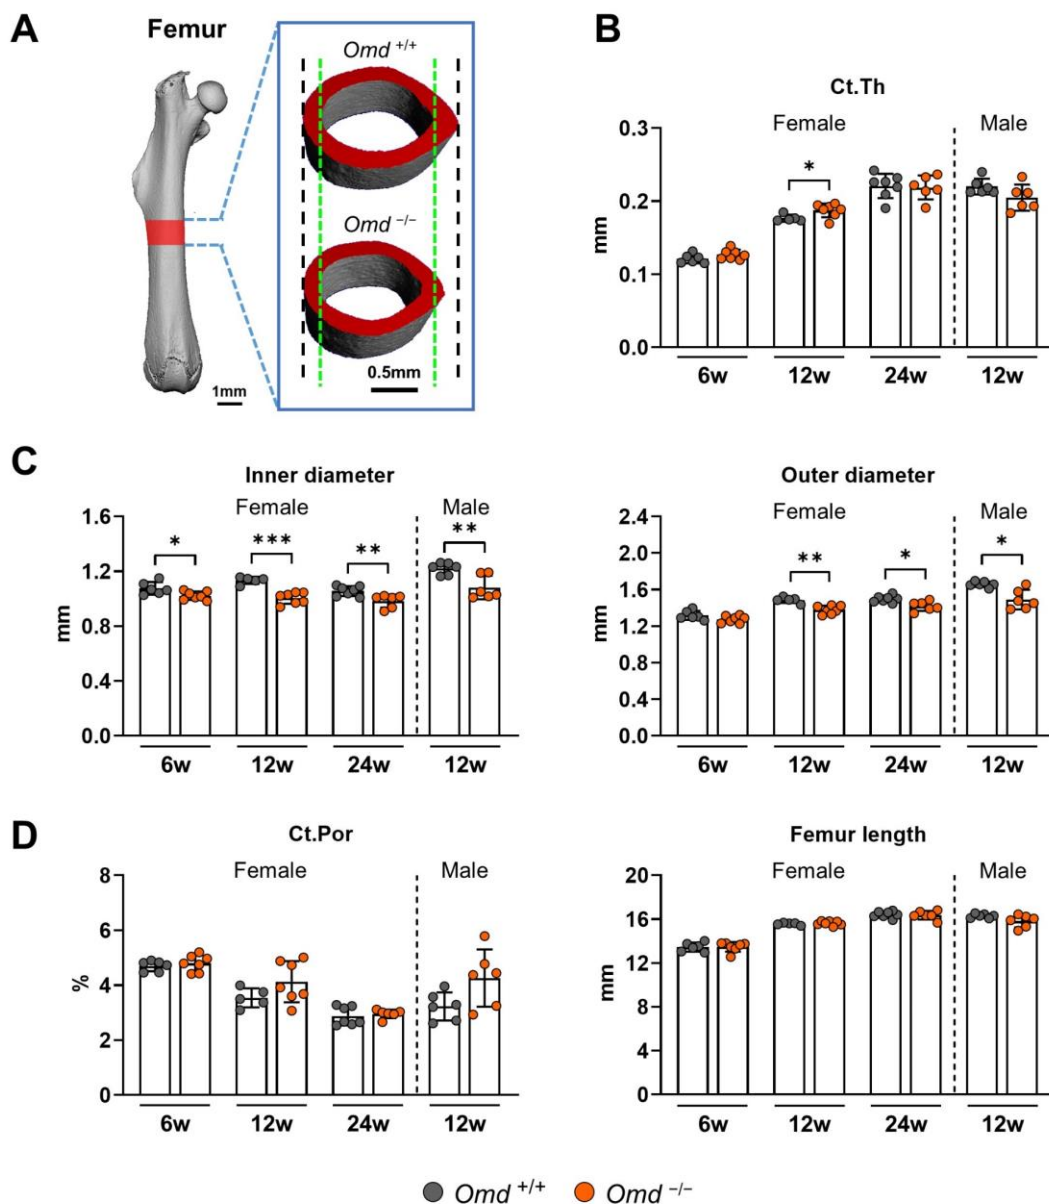 A
Femur
Omd +/+
Omd −/−
0.5mm
1mm
B
Ct.Th
Female
Male
0.3
*
0.2
mm
0.1
0.0
6w
12w
24w
12w
C
Inner diameter
Female
Male
1.6
*
***
**
**
1.2
mm
0.8
0.4
0.0
6w
12w
24w
12w
Outer diameter
Female
Male
2.4
**
*
*
1.8
mm
1.2
0.6
0.0
6w
12w
24w
12w
D
Ct.Por
Female
Male
8
6
%
4
2
0
6w
12w
24w
12w
Femur length
Female
Male
20
16
12
mm
8
4
0
6w
12w
24w
12w
Omd +/+
Omd −/−